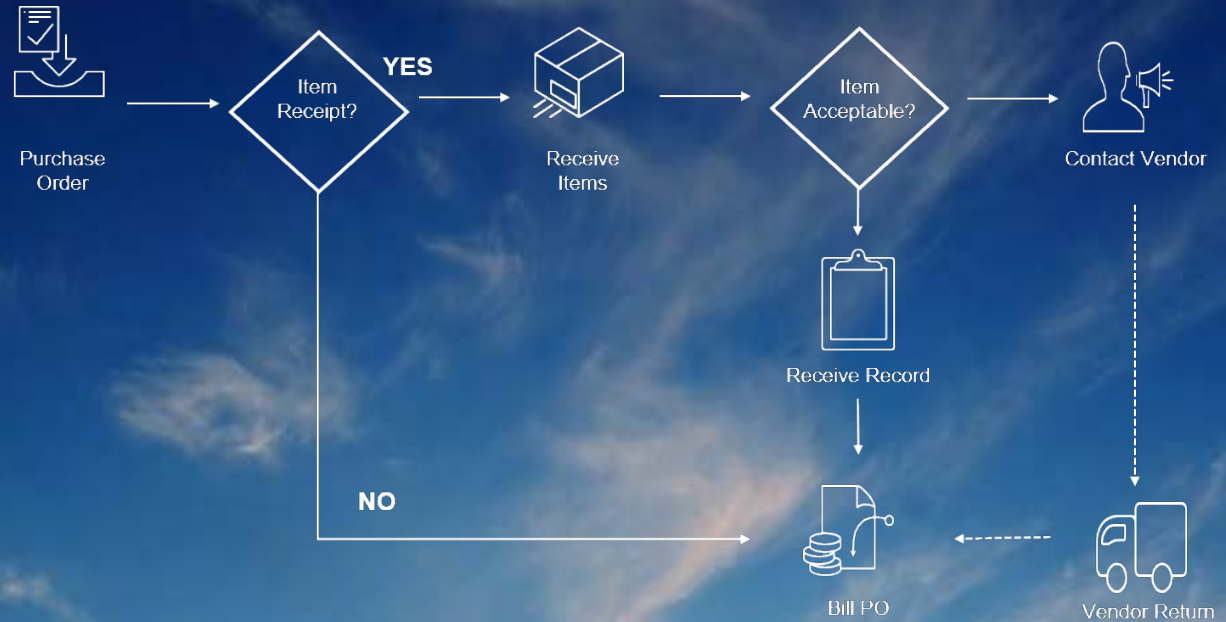 YES
Item
Receipt?
Item
Acceptable?
Purchase
Order
Receive
Items
Contact Vendor
Receive Record
NO
Bill PO
Vendor Return